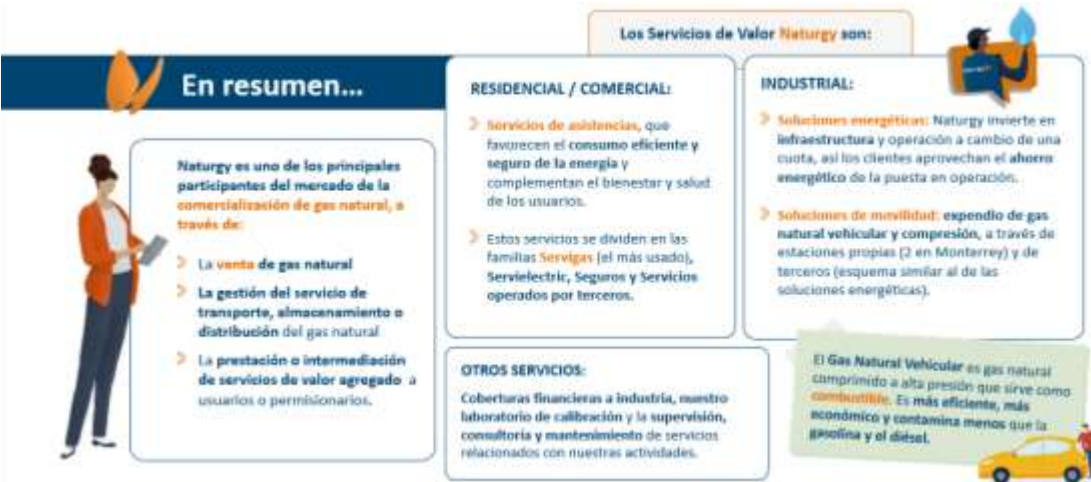 En resumen...
Naturgy es uno de los principales
participantes del mercado de la
comercialización de gas natural, a
través de:
La venta de gas natural
La gestión del servicio de
transporte, almacenamiento o
distribución del gas natural
La prestación o intermediación
de servicios de valor agregado a
usuarios o permisionarios.
Los Servicios de Valor Naturgy son:
RESIDENCIAL / COMERCIAL:
Servicios de asistencias, que
favorecen el consumo eficiente y
seguro de la energía y
complementan el bienestar y salud
de los usuarios.
Estos servicios se dividen en las
familias Servigas (el más usado),
Servielectric, Seguros y Servicios
operados por terceros.
INDUSTRIAL:
Soluciones energéticas: Naturgy invierte en
infraestructura y operación a cambio de una
cuota, así los clientes aprovechan el ahorro
energético de la puesta en operación.
Soluciones de movilidad: expendio de gas
natural vehicular y compresión, a través de
estaciones propias (2 en Monterrey) y de
terceros (esquema similar al de las
soluciones energéticas).
OTROS SERVICIOS:
Coberturas financieras a industria, nuestro
laboratorio de calibración y la supervisión,
consultoría y mantenimiento de servicios
relacionados con nuestras actividades.
El Gas Natural Vehicular es gas natural
comprimido a alta presión que sirve como
combustible. Es más eficiente, más
económico y contamina menos que la
gasolina y el diésel.